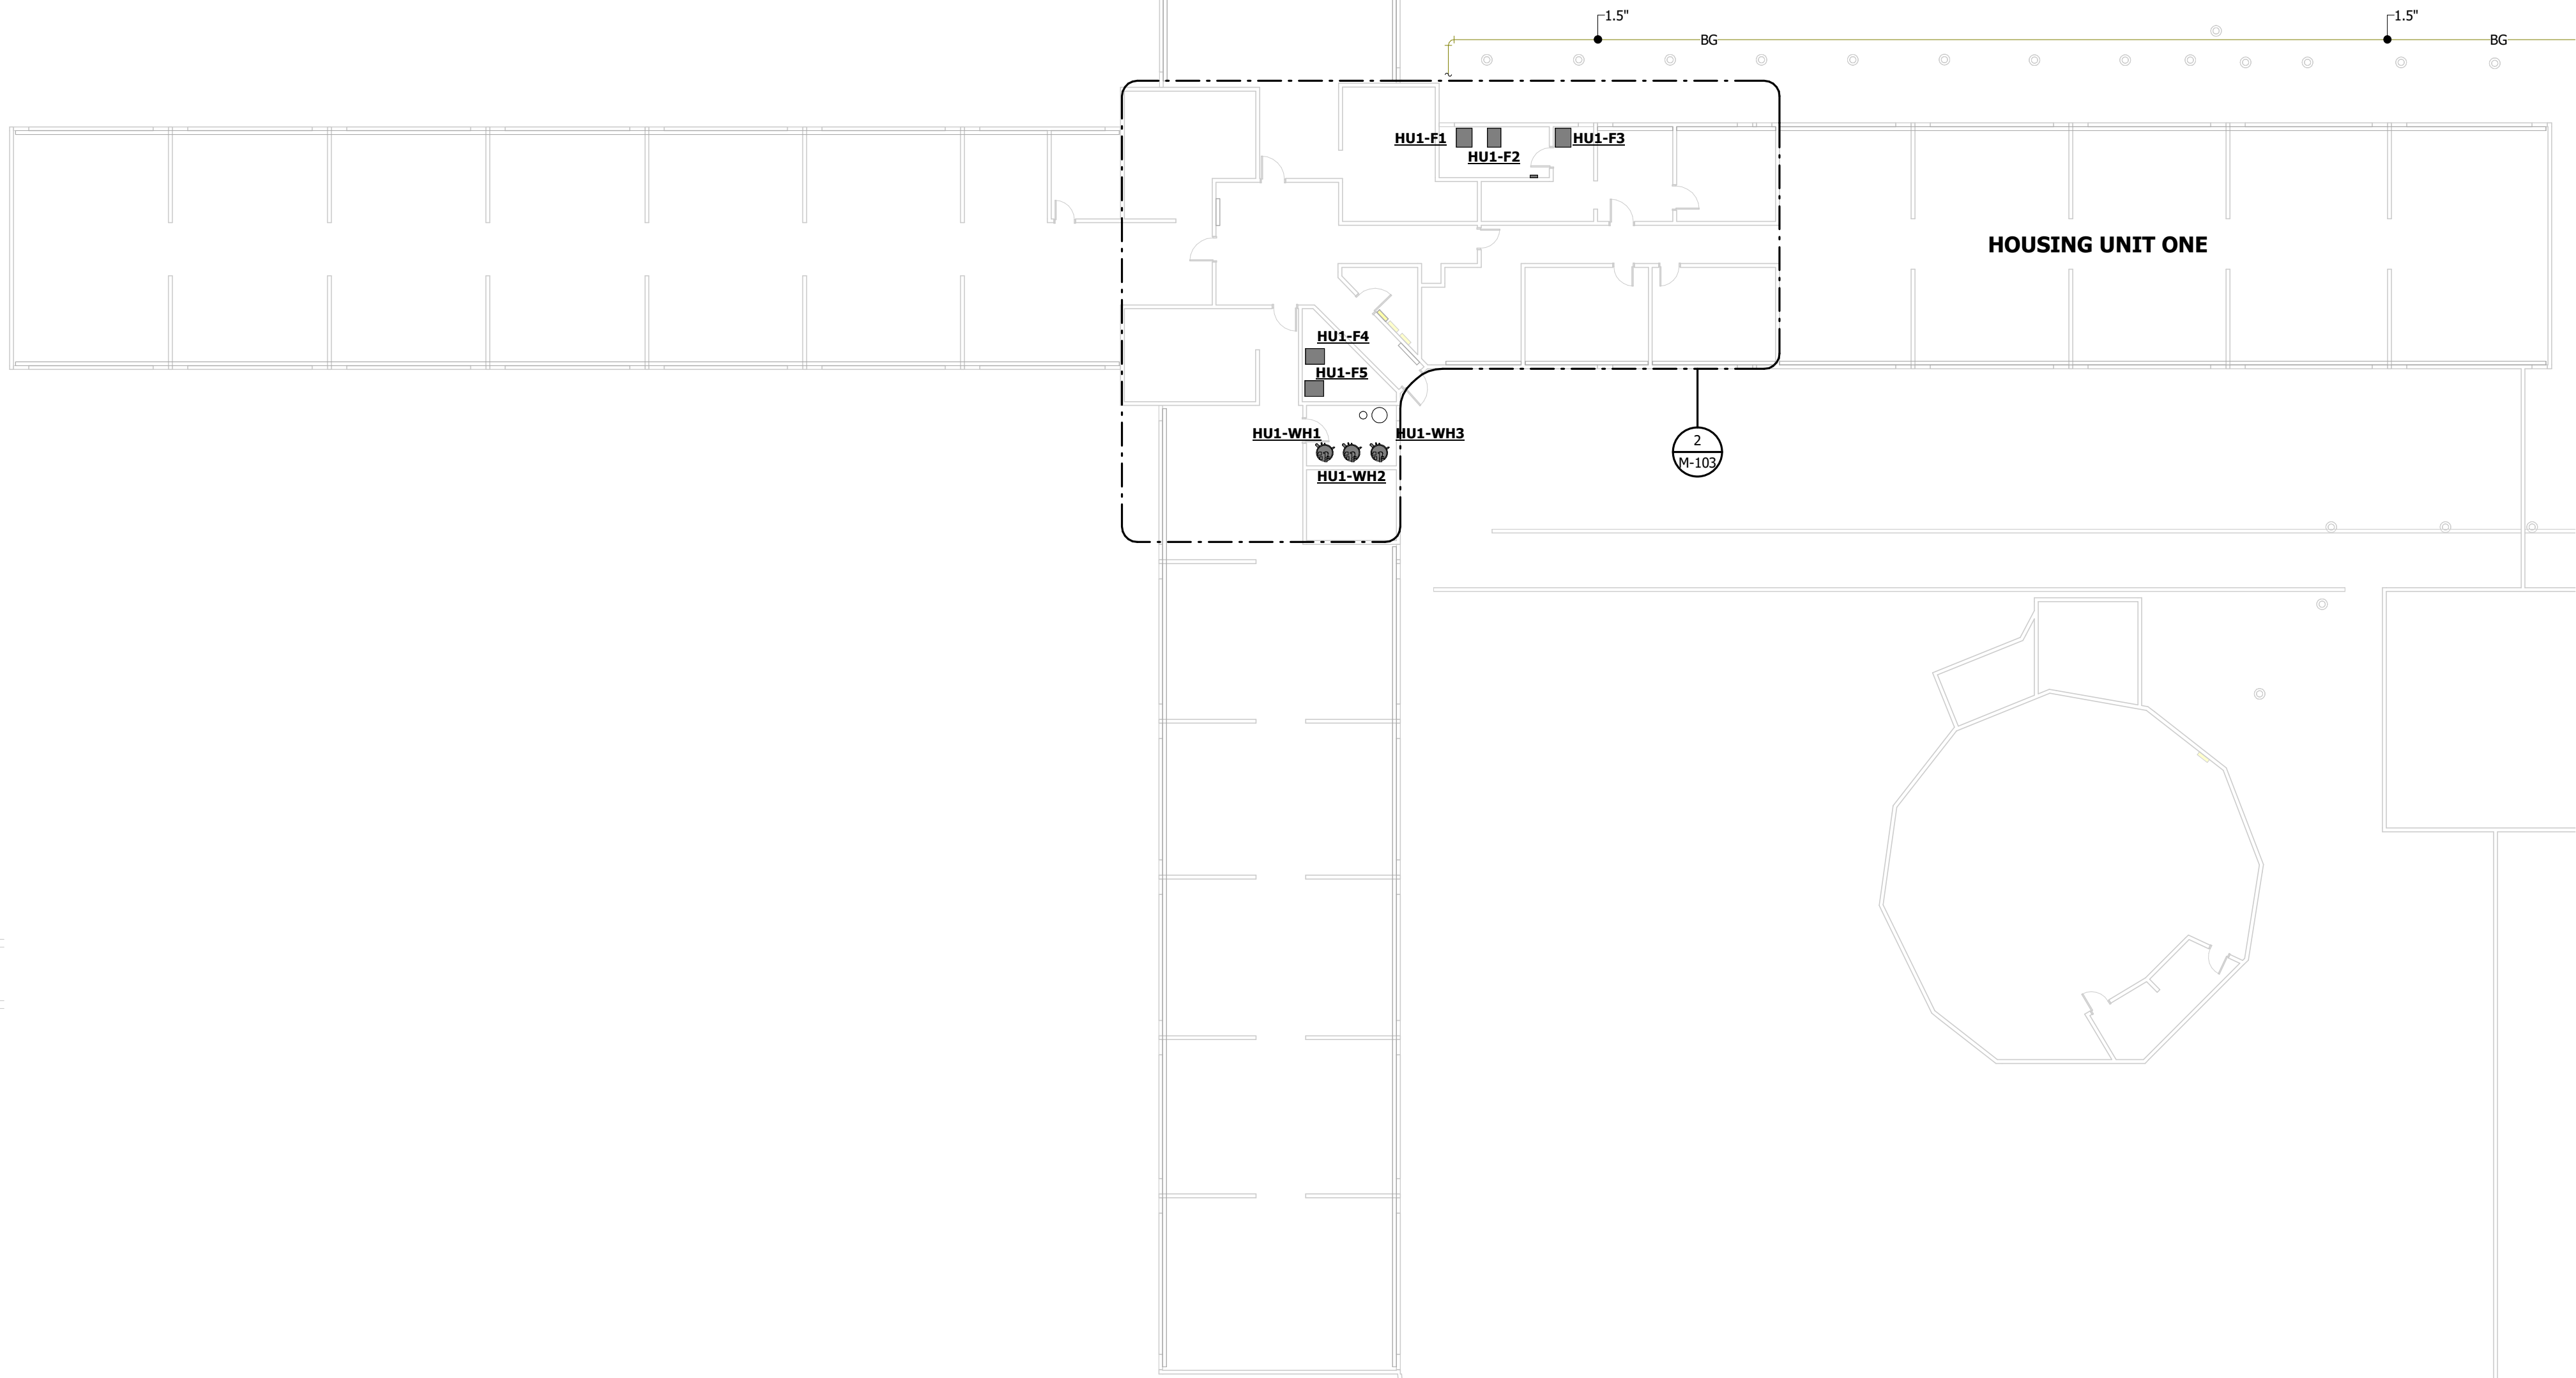 1.5"
1.5"
BG
BG
HU1-F1
HU1-F3
HU1-F2
HOUSING UNIT ONE
HU1-F4
HU1-F5
HU1-WH1
HU1-WH3
2
M-103
HU1-WH2